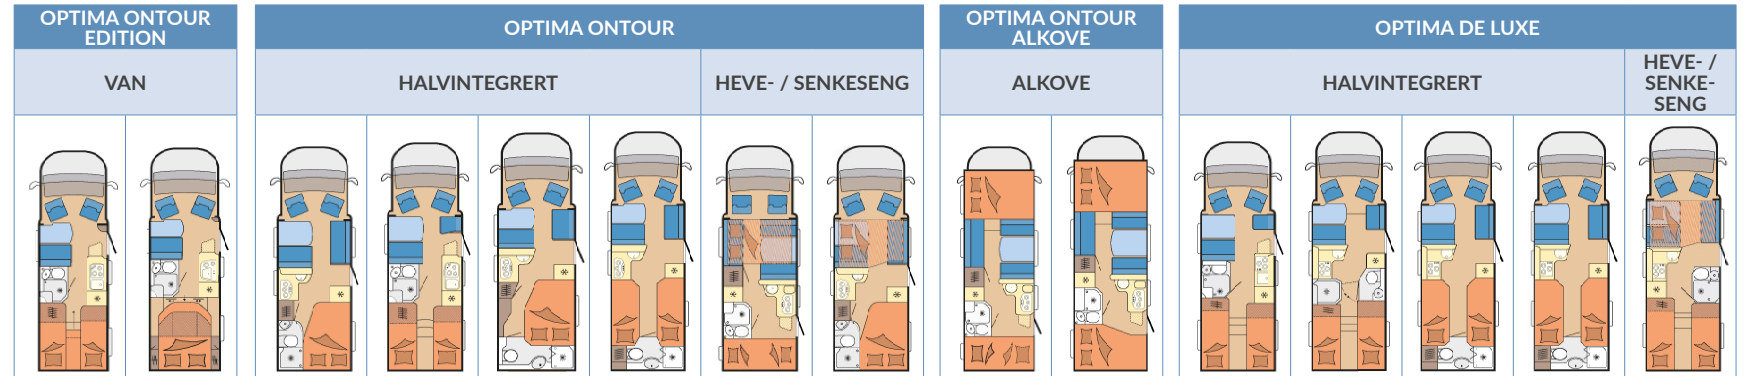 OPTIMA ONTOUR
EDITION
OPTIMA ONTOUR
OPTIMA ONTOUR
ALKOVE
OPTIMA DE LUXE
VAN
HALVINTEGRERT
HEVE- / SENKESENG
ALKOVE
HALVINTEGRERT
HEVE- /
SENKE-
SENG